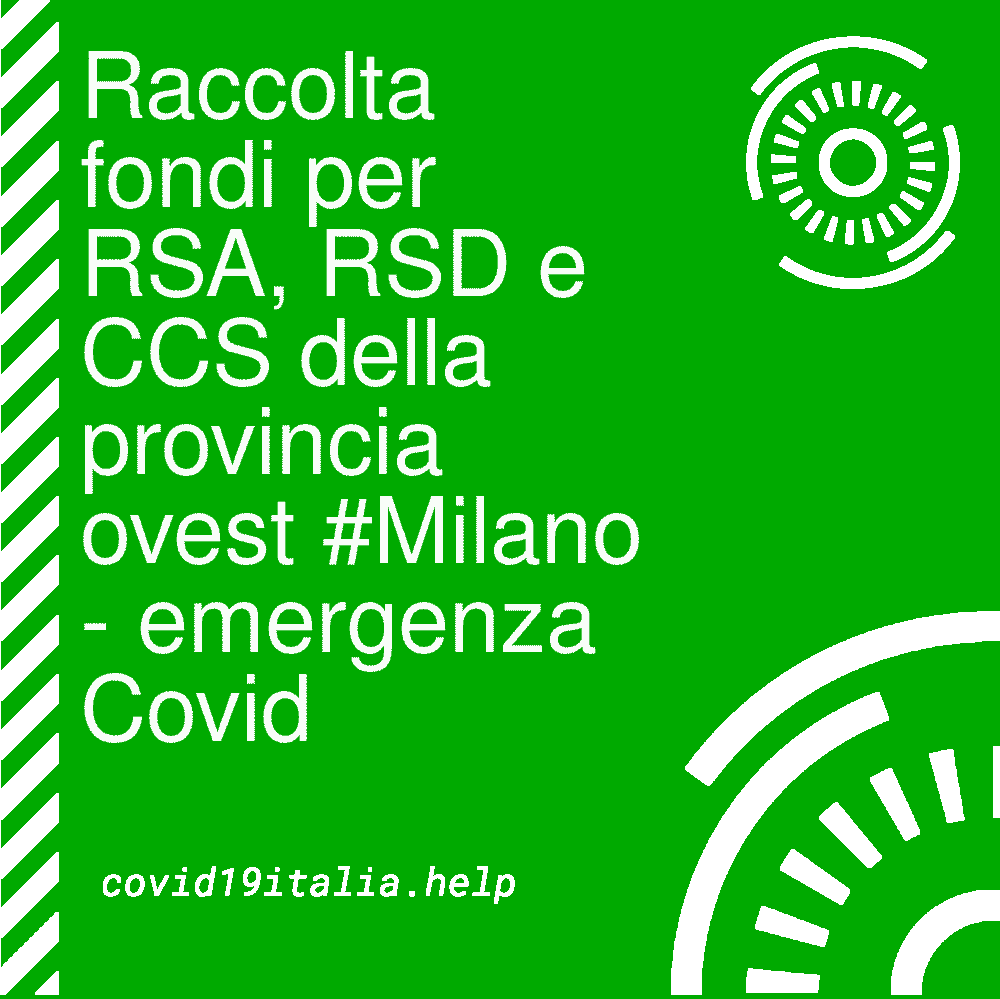 Raccolta
fondi per
RSA, RSD e
CCS della
provincia
ovest #Milano
- emergenza
Covid
covid19italia.help